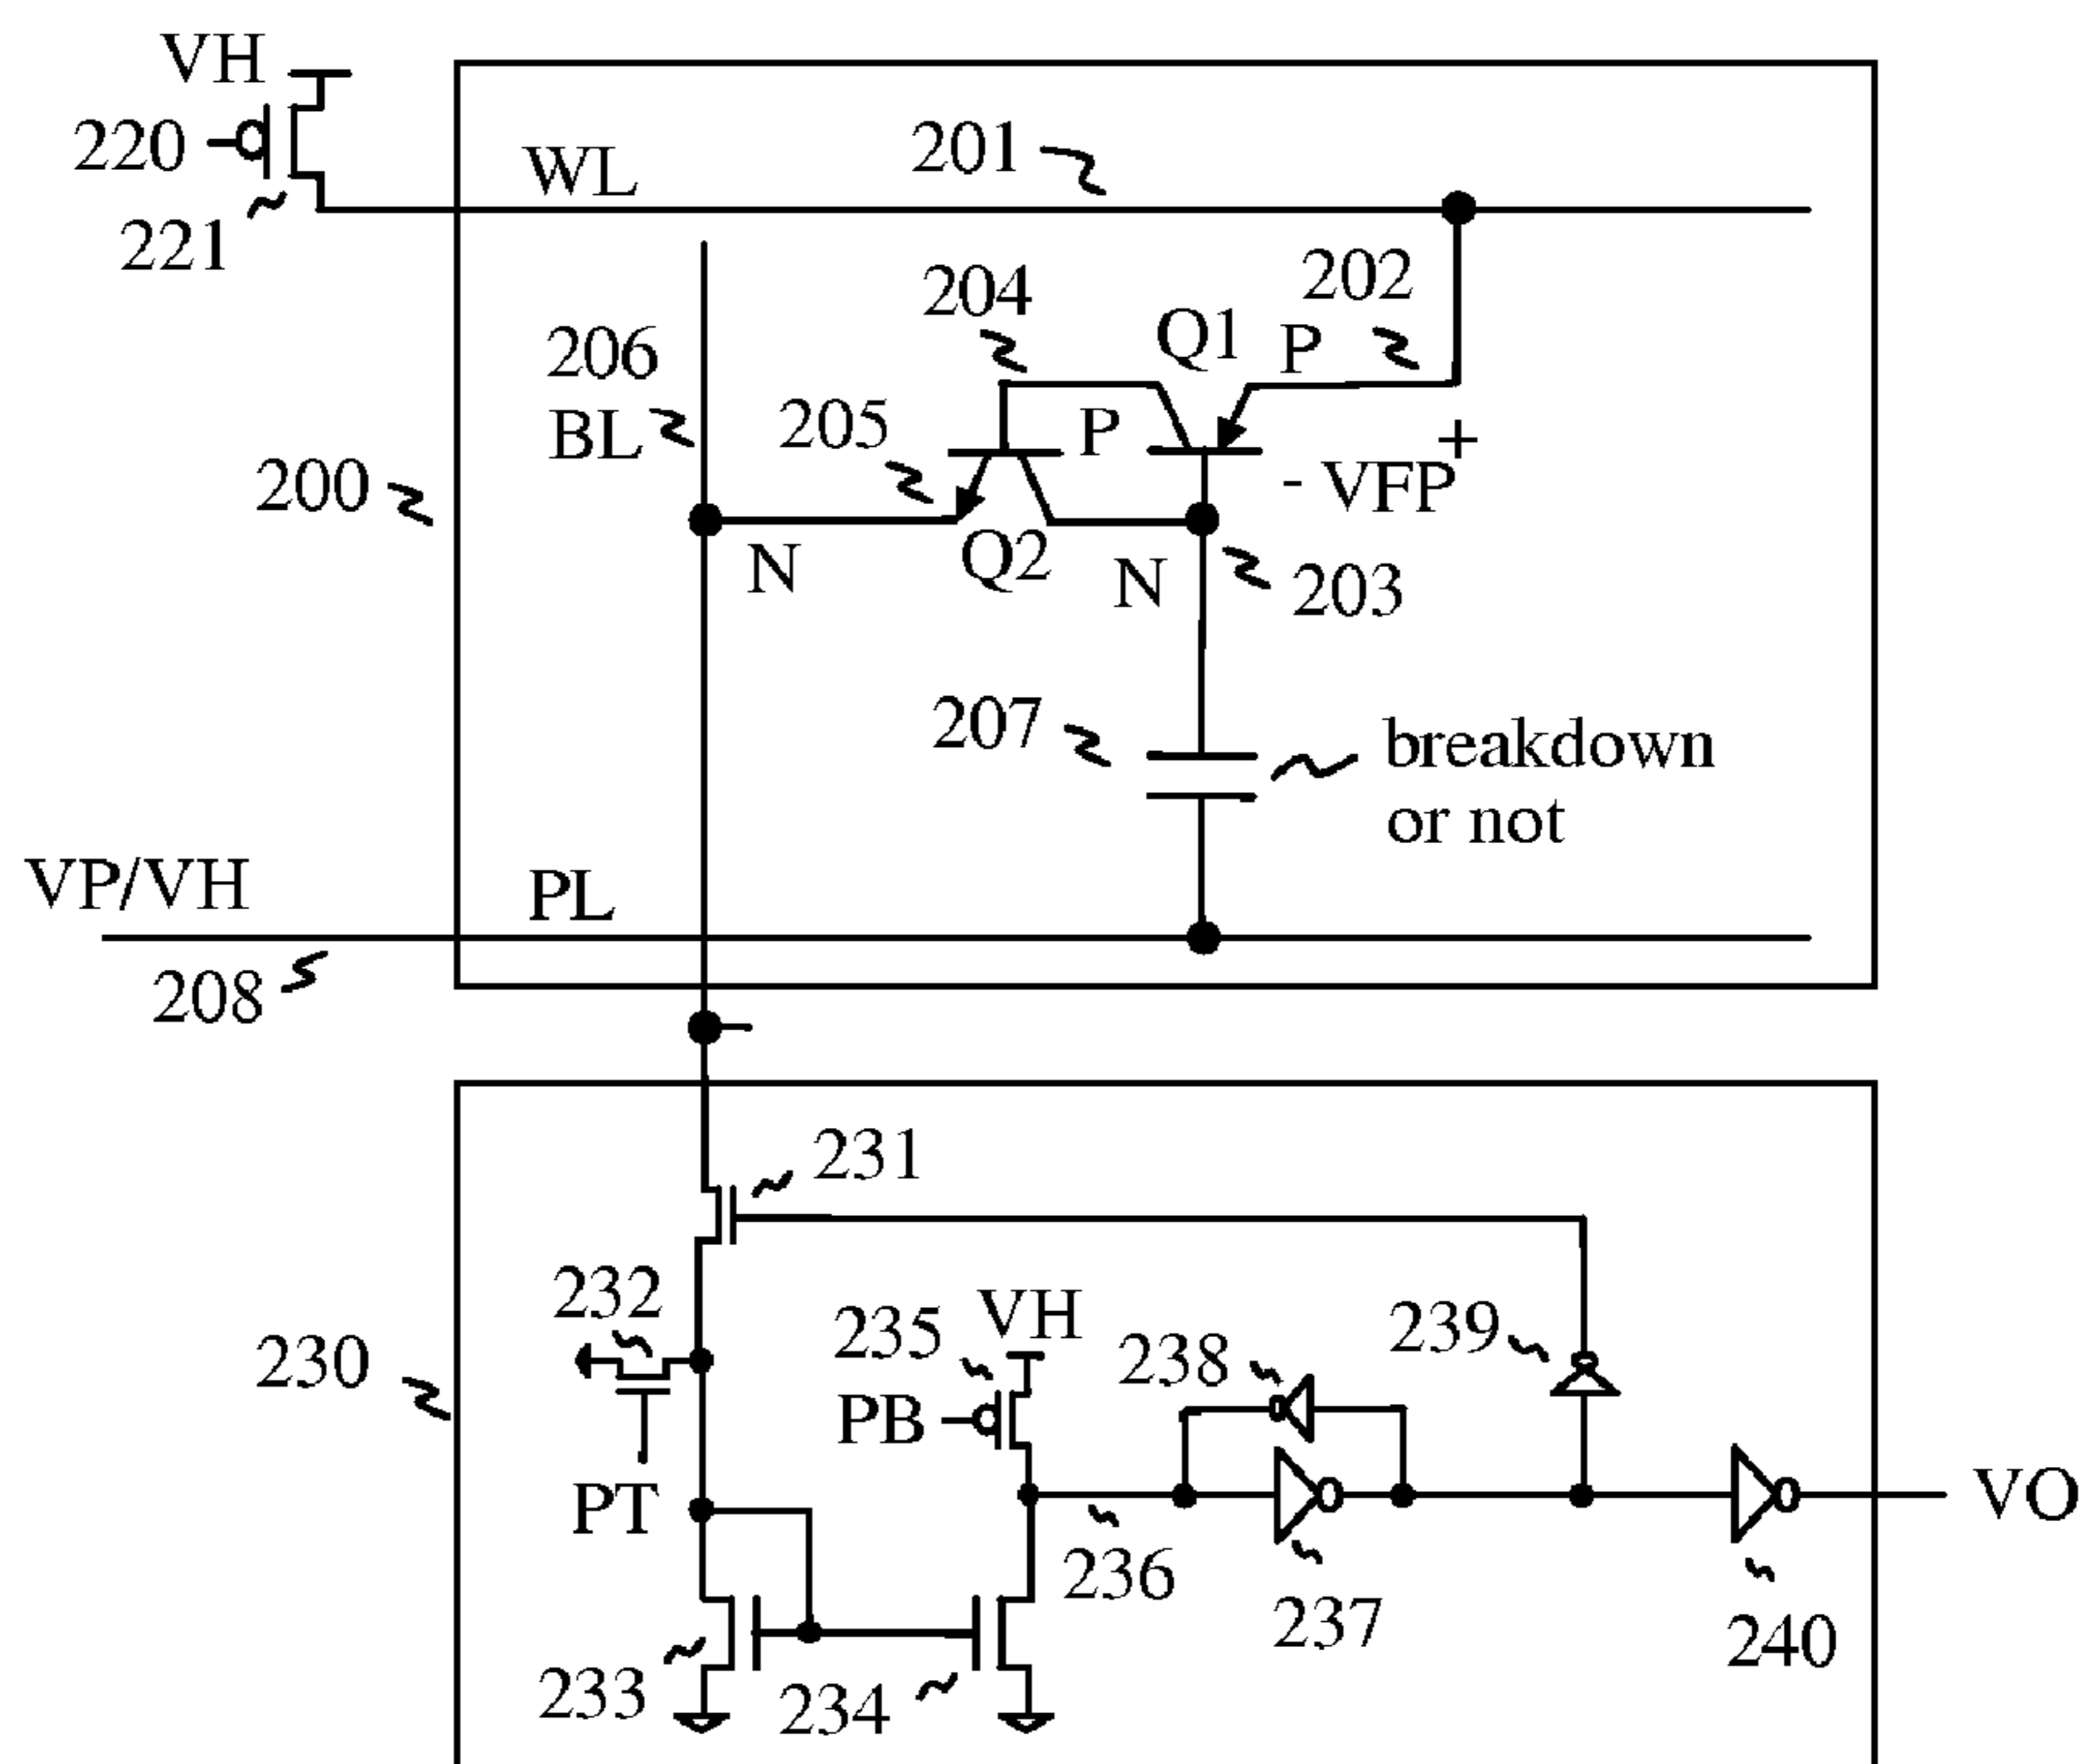 VH
220
221
WL
201
202
204
Q1
P
206
BL
205
P
+
- VFP
200
N
Q2
N
203
207
breakdown
or not
VP/VH
PL
208
231
232
235
VH
238
239
230
PB
PT
236
237
VO
233
234
240